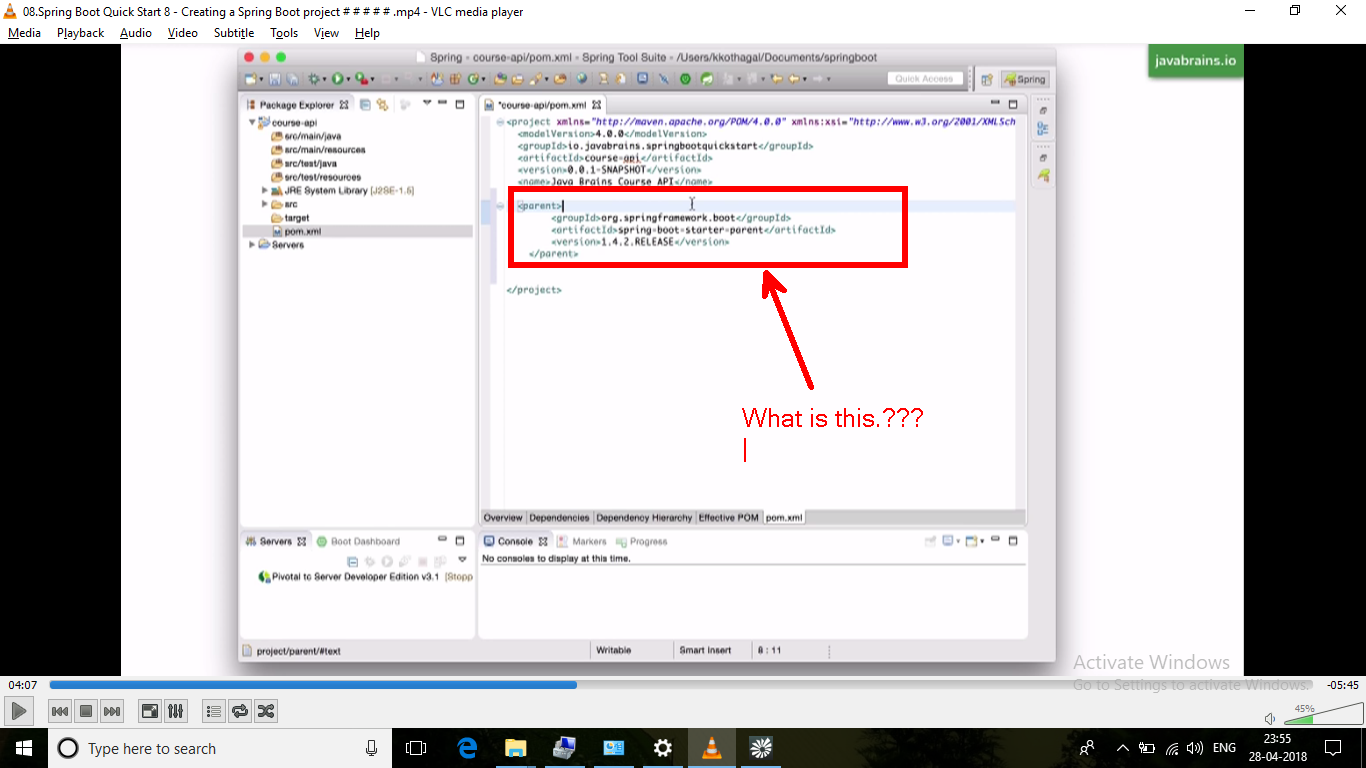 08.Spring Boot Quick Start 8 - Creating a Spring Boot project # # # # # .mp4 - VLC media player
Media Playback Audio Video Subtitle Tools View Help
Spring - course-api/pom.xml - Spring Tool Suite - /Users/kkothagal/Documents/springboot
javabrains.io
Quick Access
Spring
Package Explorer
course-api
src/main/java
src/main/resources
src/test/java
src/test/resources
JRE System Library [J2SE-1.5]
src
target
pom.xml
Servers
*course-api/pom.xml
<project xmlns="http://maven.apache.org/POM/4.0.0" xmlns:xsi="http://www.w3.org/2001/XMLSch
<modelVersion>4.0.0</modelVersion>
<groupId>io.javabrains.springbootquickstart</groupId>
<artifactId>course-api</artifactId>
<version>0.0.1-SNAPSHOT</version>
<name>Java Brains Course API</name>
<parent>
<groupId>org.springframework.boot</groupId>
<artifactId>spring-boot-starter-parent</artifactId>
<version>1.4.2.RELEASE</version>
</parent>
</project>
What is this.???
Overview Dependencies Dependency Hierarchy Effective POM pom.xml
Servers Boot Dashboard
Pivotal tc Server Developer Edition v3.1 [Stopp
Console Markers Progress
No consoles to display at this time.
project/parent/#text
Writable
Smart Insert
8 : 11
Activate Windows
Go to Settings to activate Windows.
04:07
-05:45
45%
Type here to search
ENG
23:55
28-04-2018